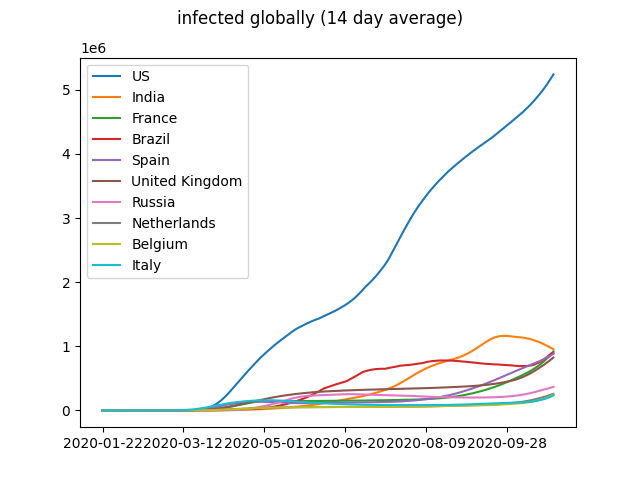 infected globally (14 day average)
1e6
5
4
3
2
1
0
US
India
France
Brazil
Spain
United Kingdom
Russia
Netherlands
Belgium
Italy
2020-01-22 2020-03-12 2020-05-01 2020-06-20 2020-08-09 2020-09-28